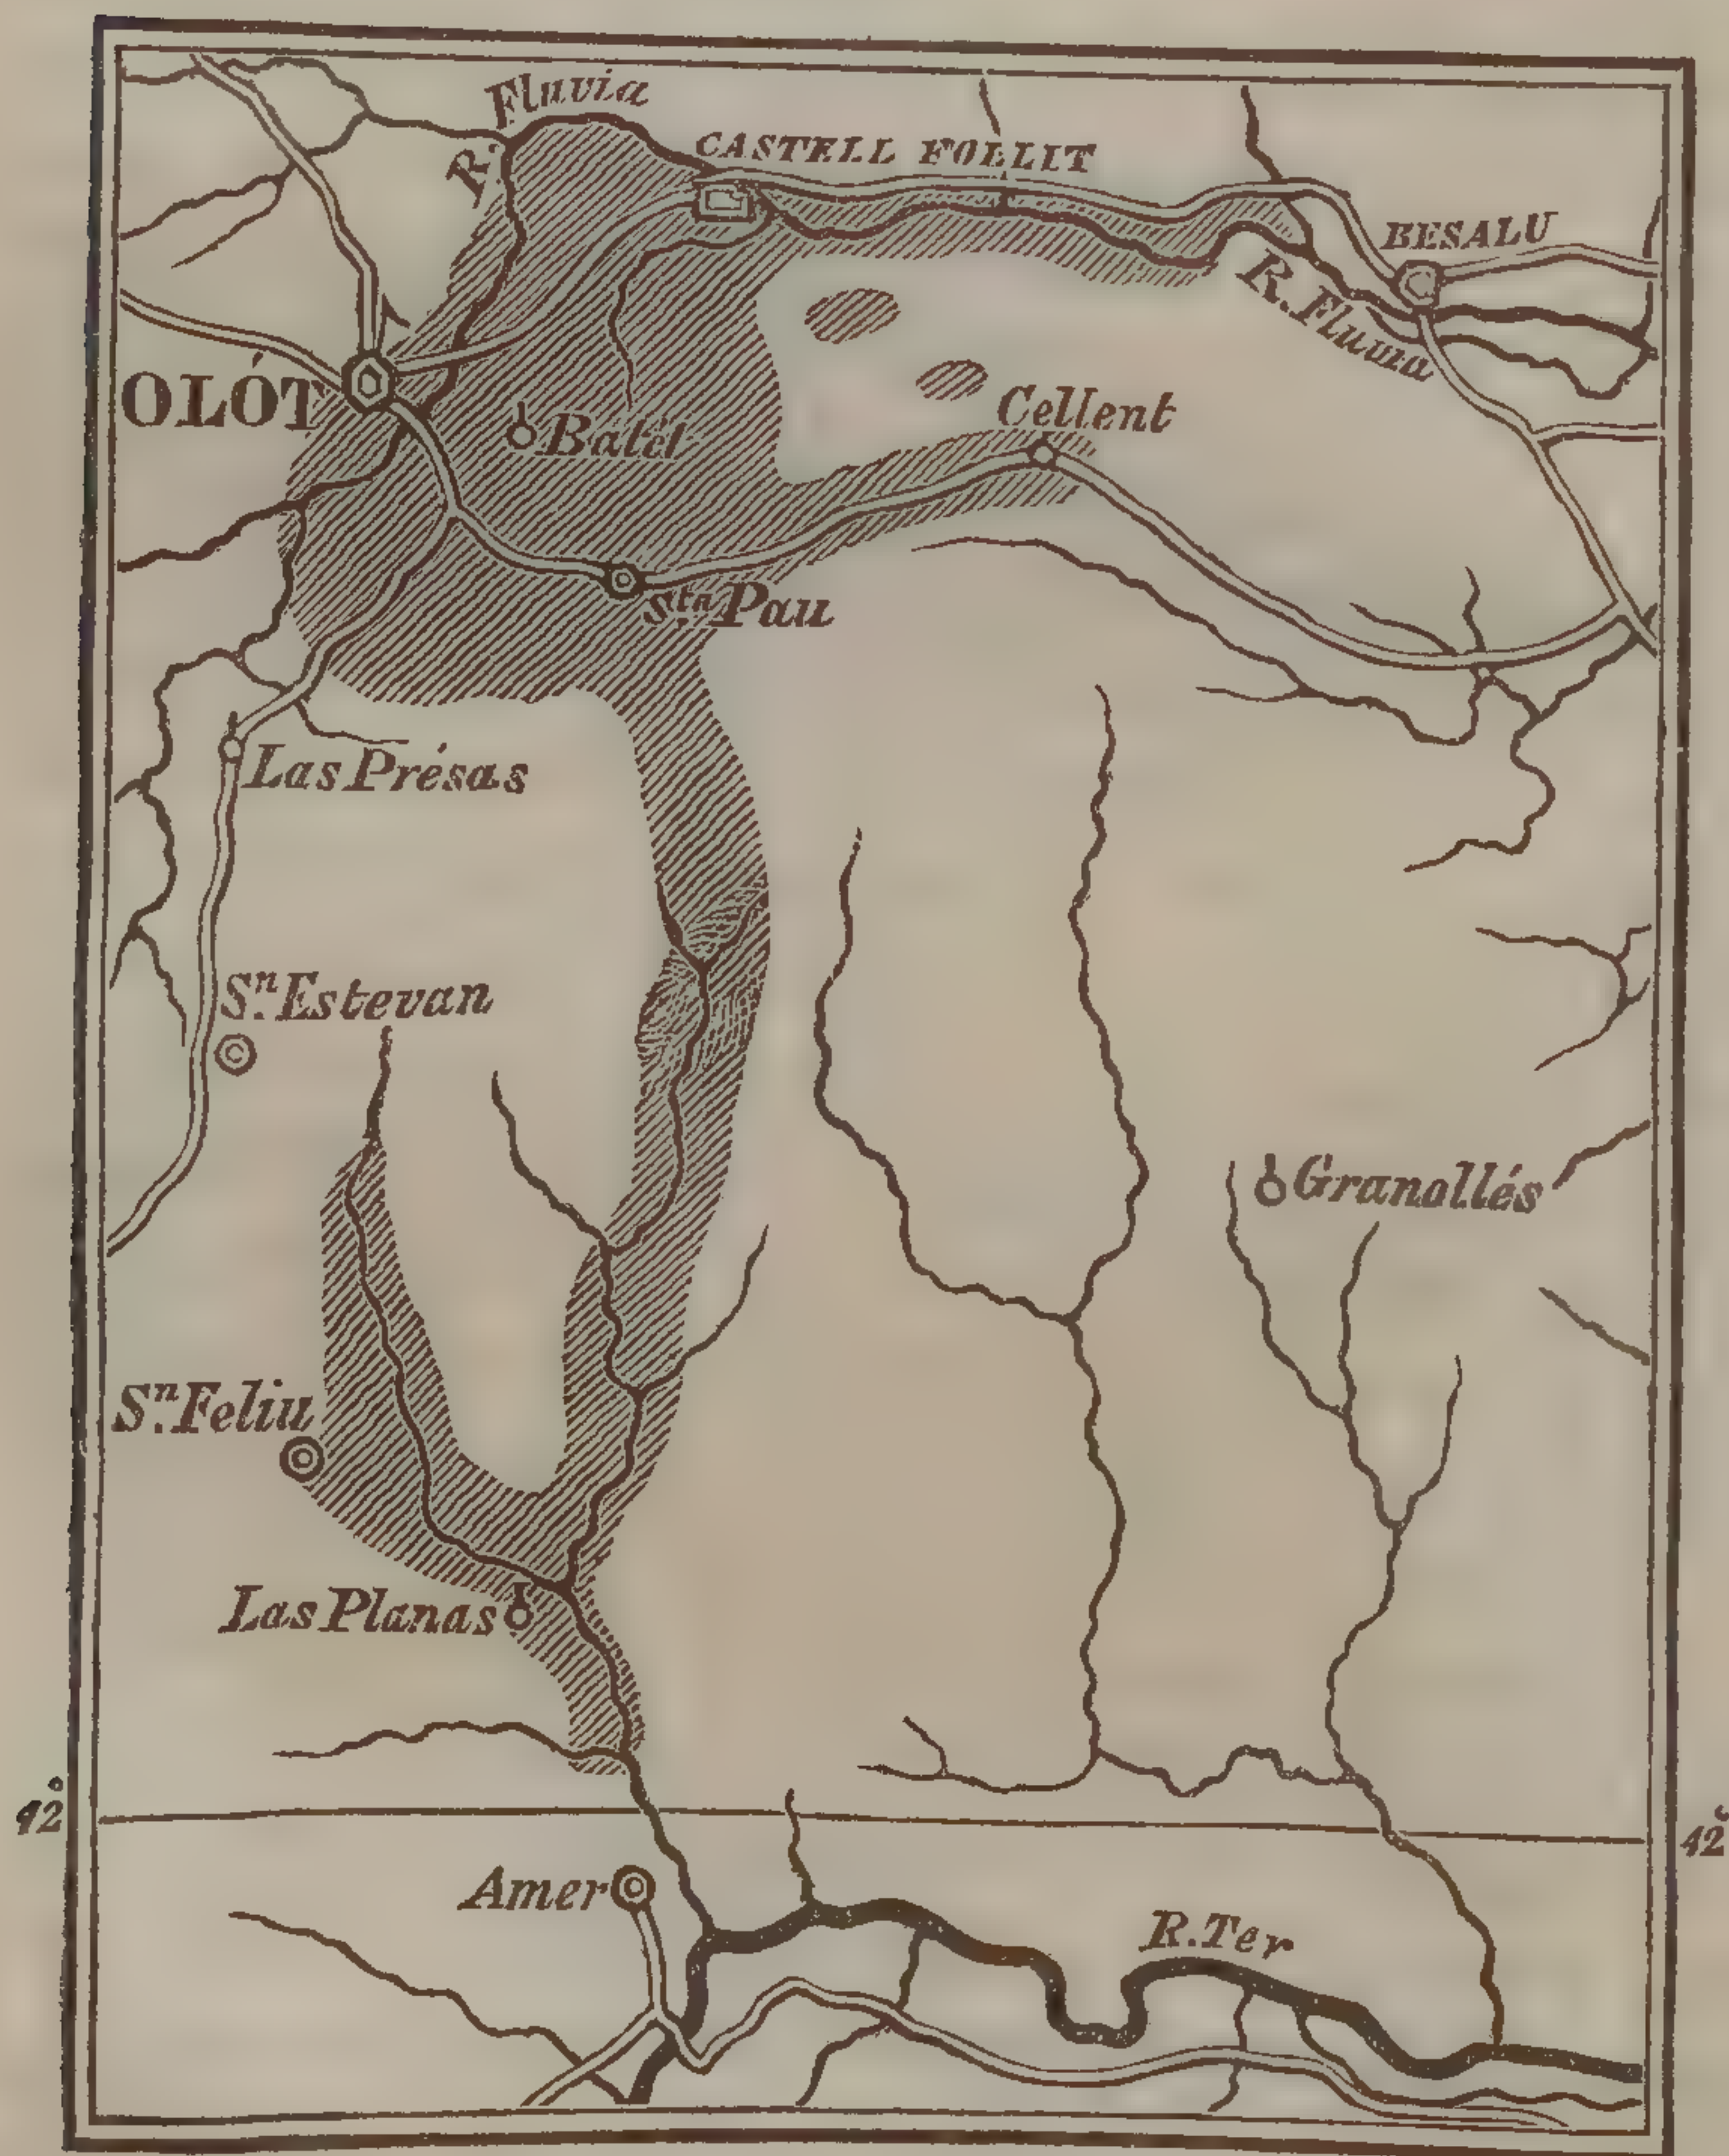 R. Fluvia
CASTELL FOLLIT
BESALU
R. Fluvia
OLÓT
Batét
Cellent
Sta. Pau
Las Présas
Sn. Estevan
Granollés
Sn. Feliu
Las Planas
42°
42°
Amer
R. Ter